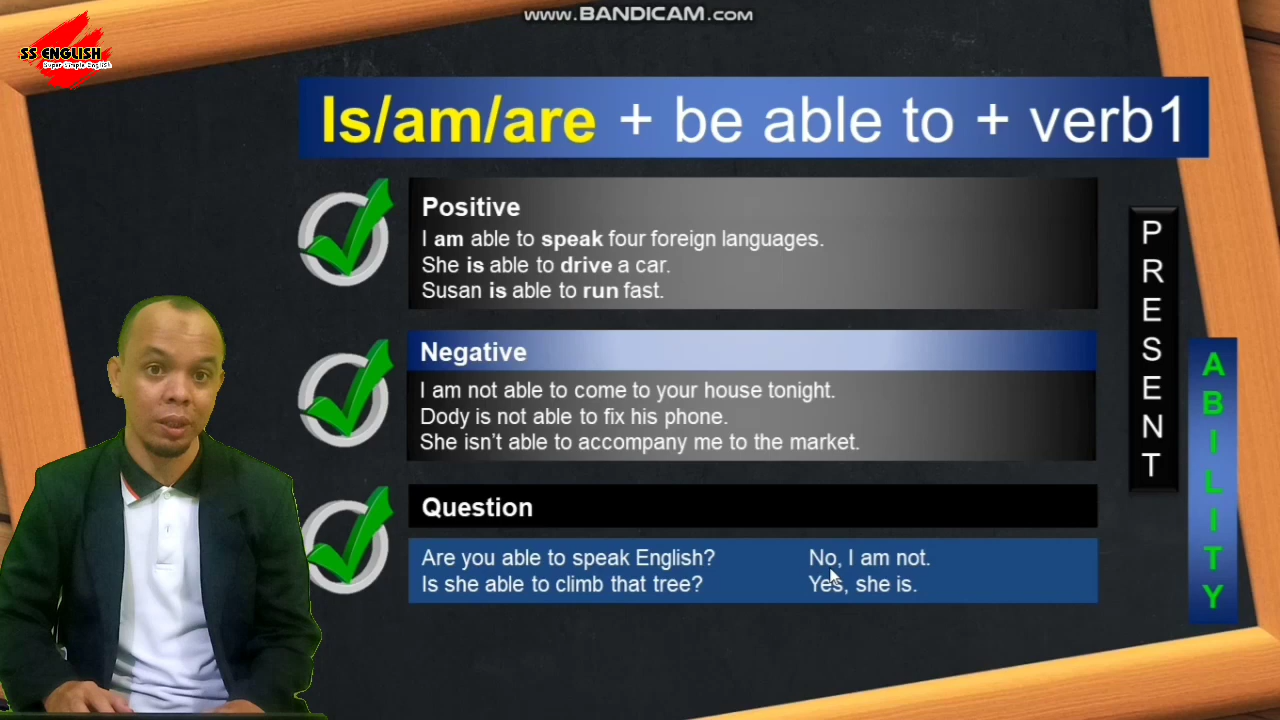 www.BANDICAM.com
SS ENGLISH
Super Simple English
Is/am/are + be able to + verb1
Positive
I am able to speak four foreign languages.
She is able to drive a car.
Susan is able to run fast.
Negative
I am not able to come to your house tonight.
Dody is not able to fix his phone.
She isn't able to accompany me to the market.
Question
Are you able to speak English? No, I am not.
Is she able to climb that tree? Yes, she is.
PRESENT
ABILITY